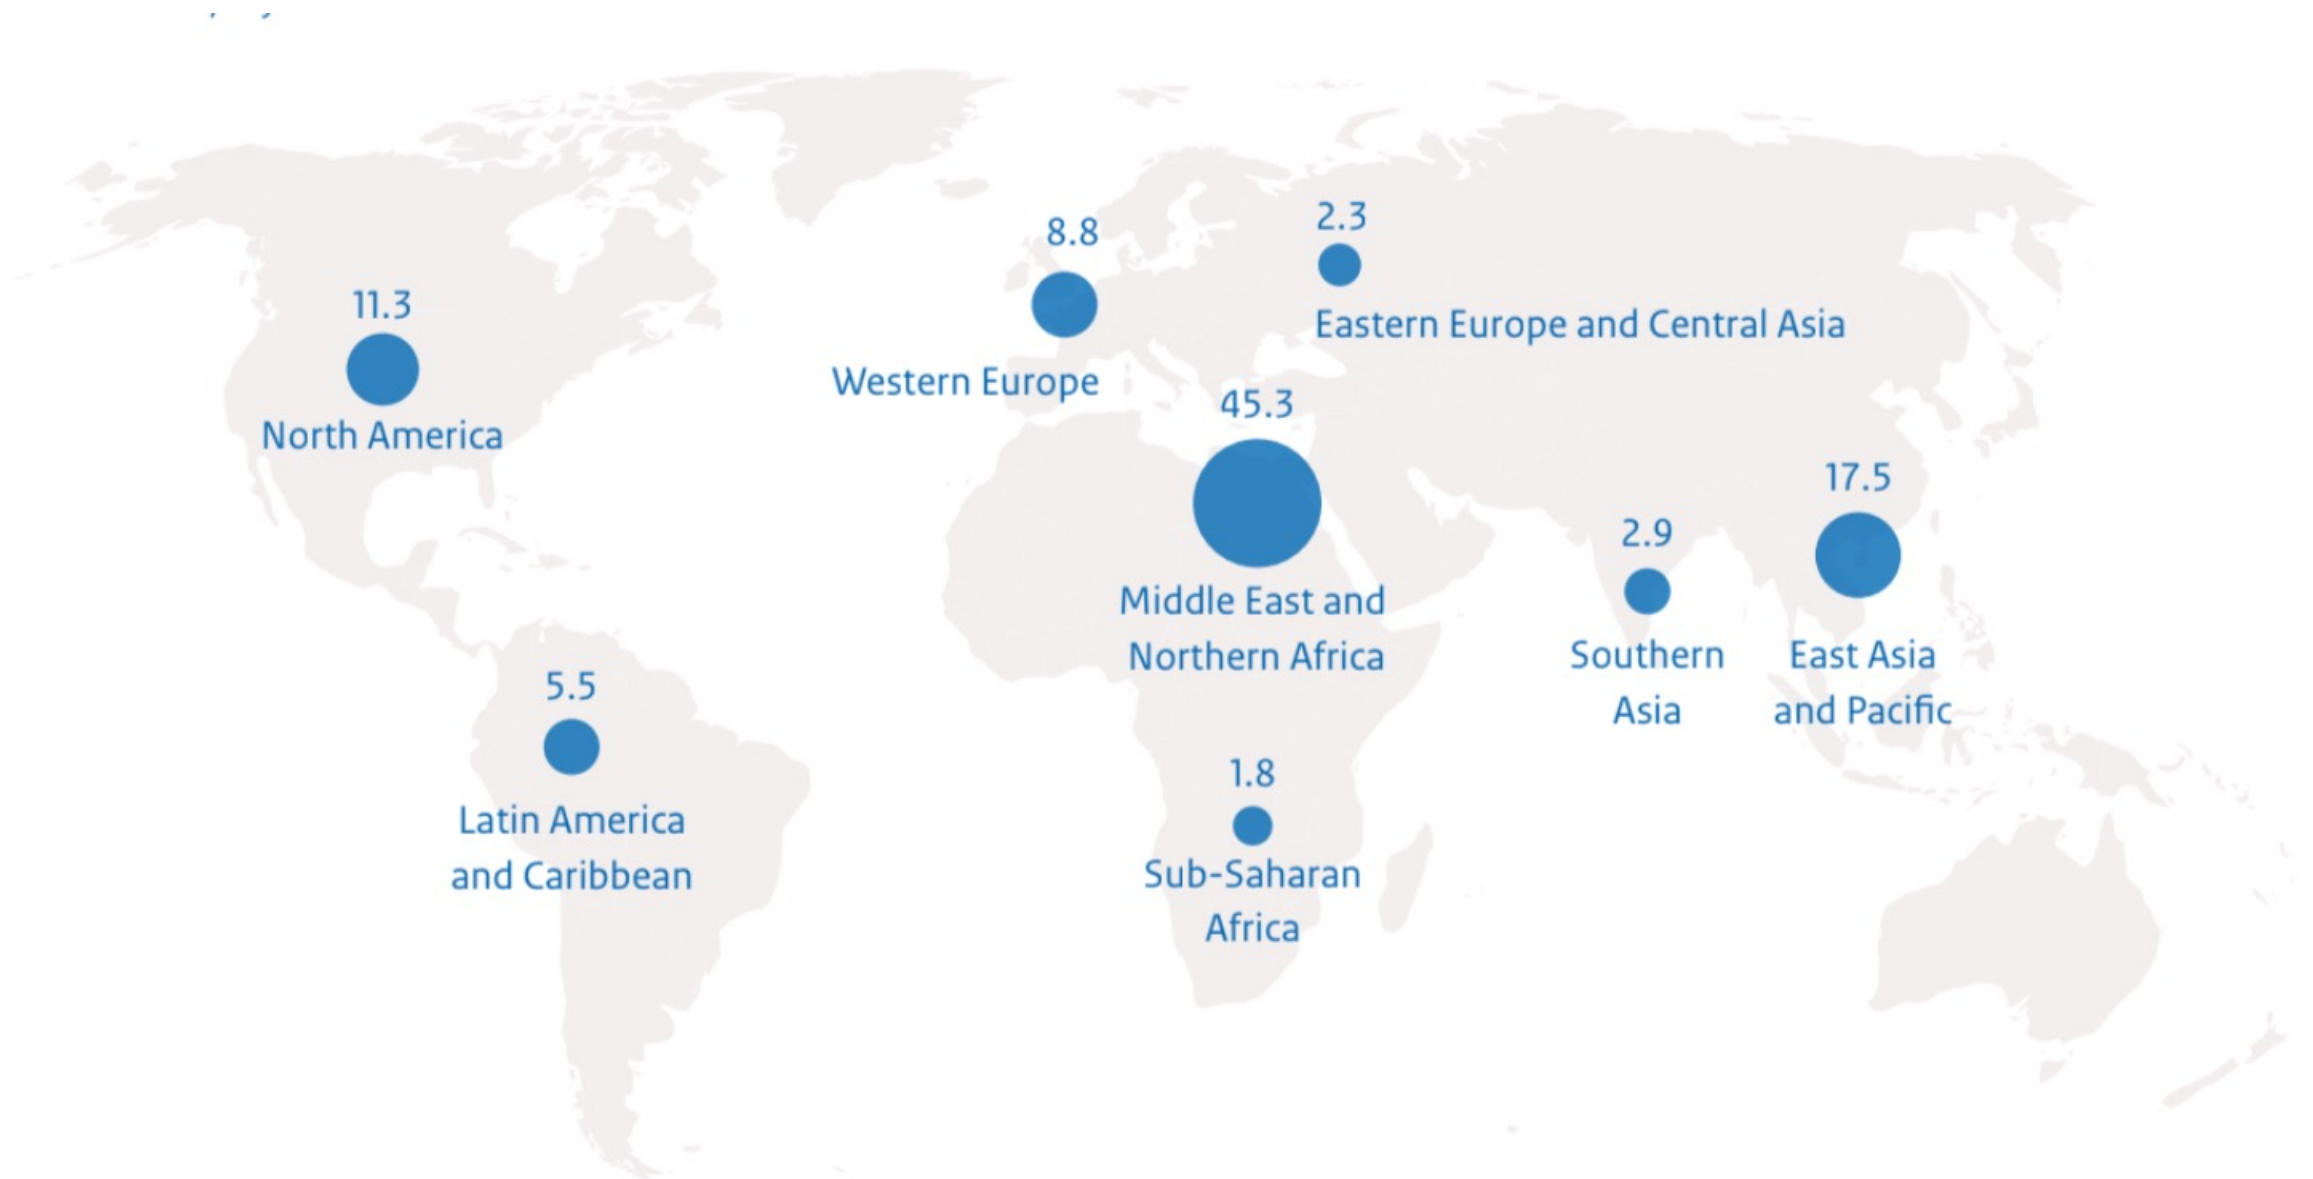 11.3
North America
5.5
Latin America
and Caribbean
8.8
Western Europe
2.3
Eastern Europe and Central Asia
45.3
Middle East and
Northern Africa
1.8
Sub-Saharan
Africa
2.9
Southern
Asia
17.5
East Asia
and Pacific